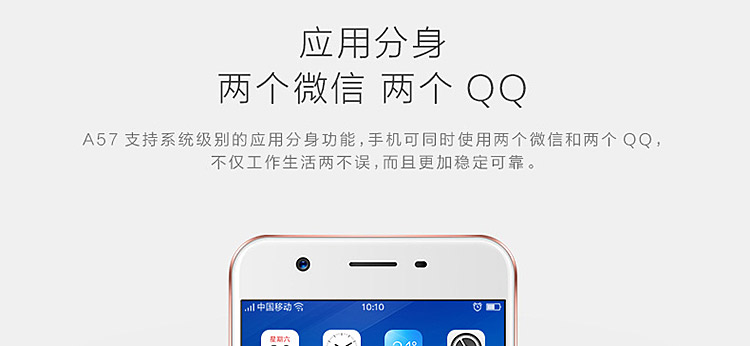 应用分身
两个微信 两个 QQ
A57 支持系统级别的应用分身功能，手机可同时使用两个微信和两个 QQ，
不仅工作生活两不误，而且更加稳定可靠。
中国移动 10:10
星期六